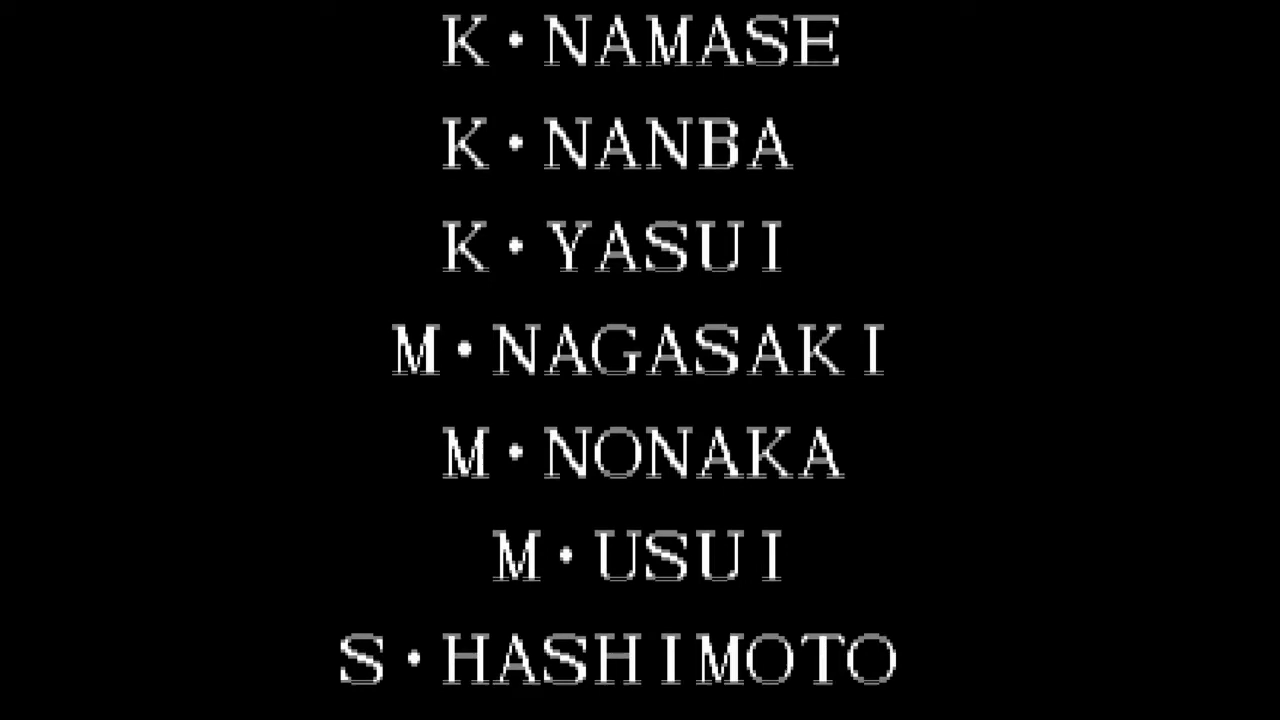 K・NAMASE
K・NANBA
K・YASUI
M・NAGASAKI
M・NONAKA
M・USUI
S・HASHIMOTO